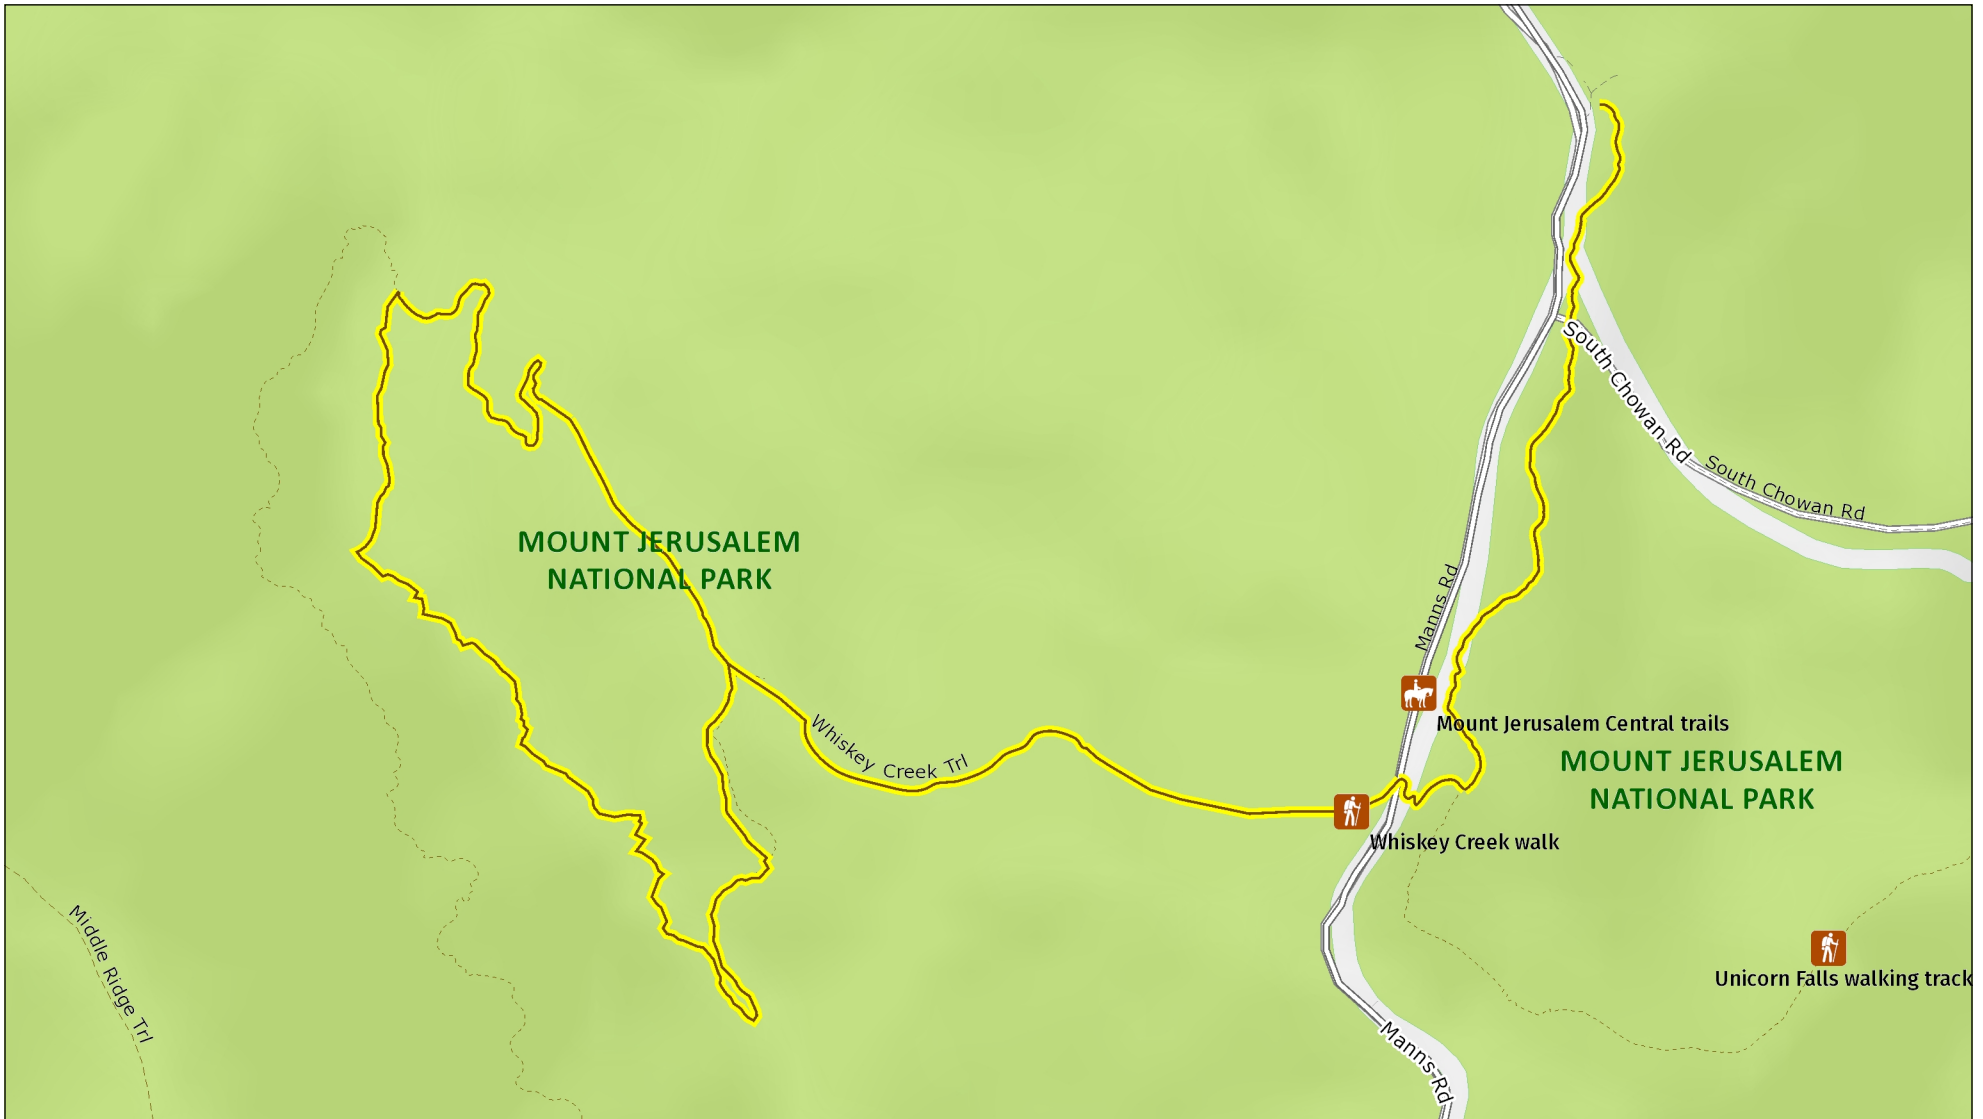 South Chowan Rd
South Chowan Rd
MOUNT JERUSALEM
NATIONAL PARK
Manns Rd
Mount Jerusalem Central trails
Whiskey Creek Trl
MOUNT JERUSALEM
NATIONAL PARK
Whiskey Creek walk
Middle Ridge Trl
Unicorn Falls walking track
Manns Rd